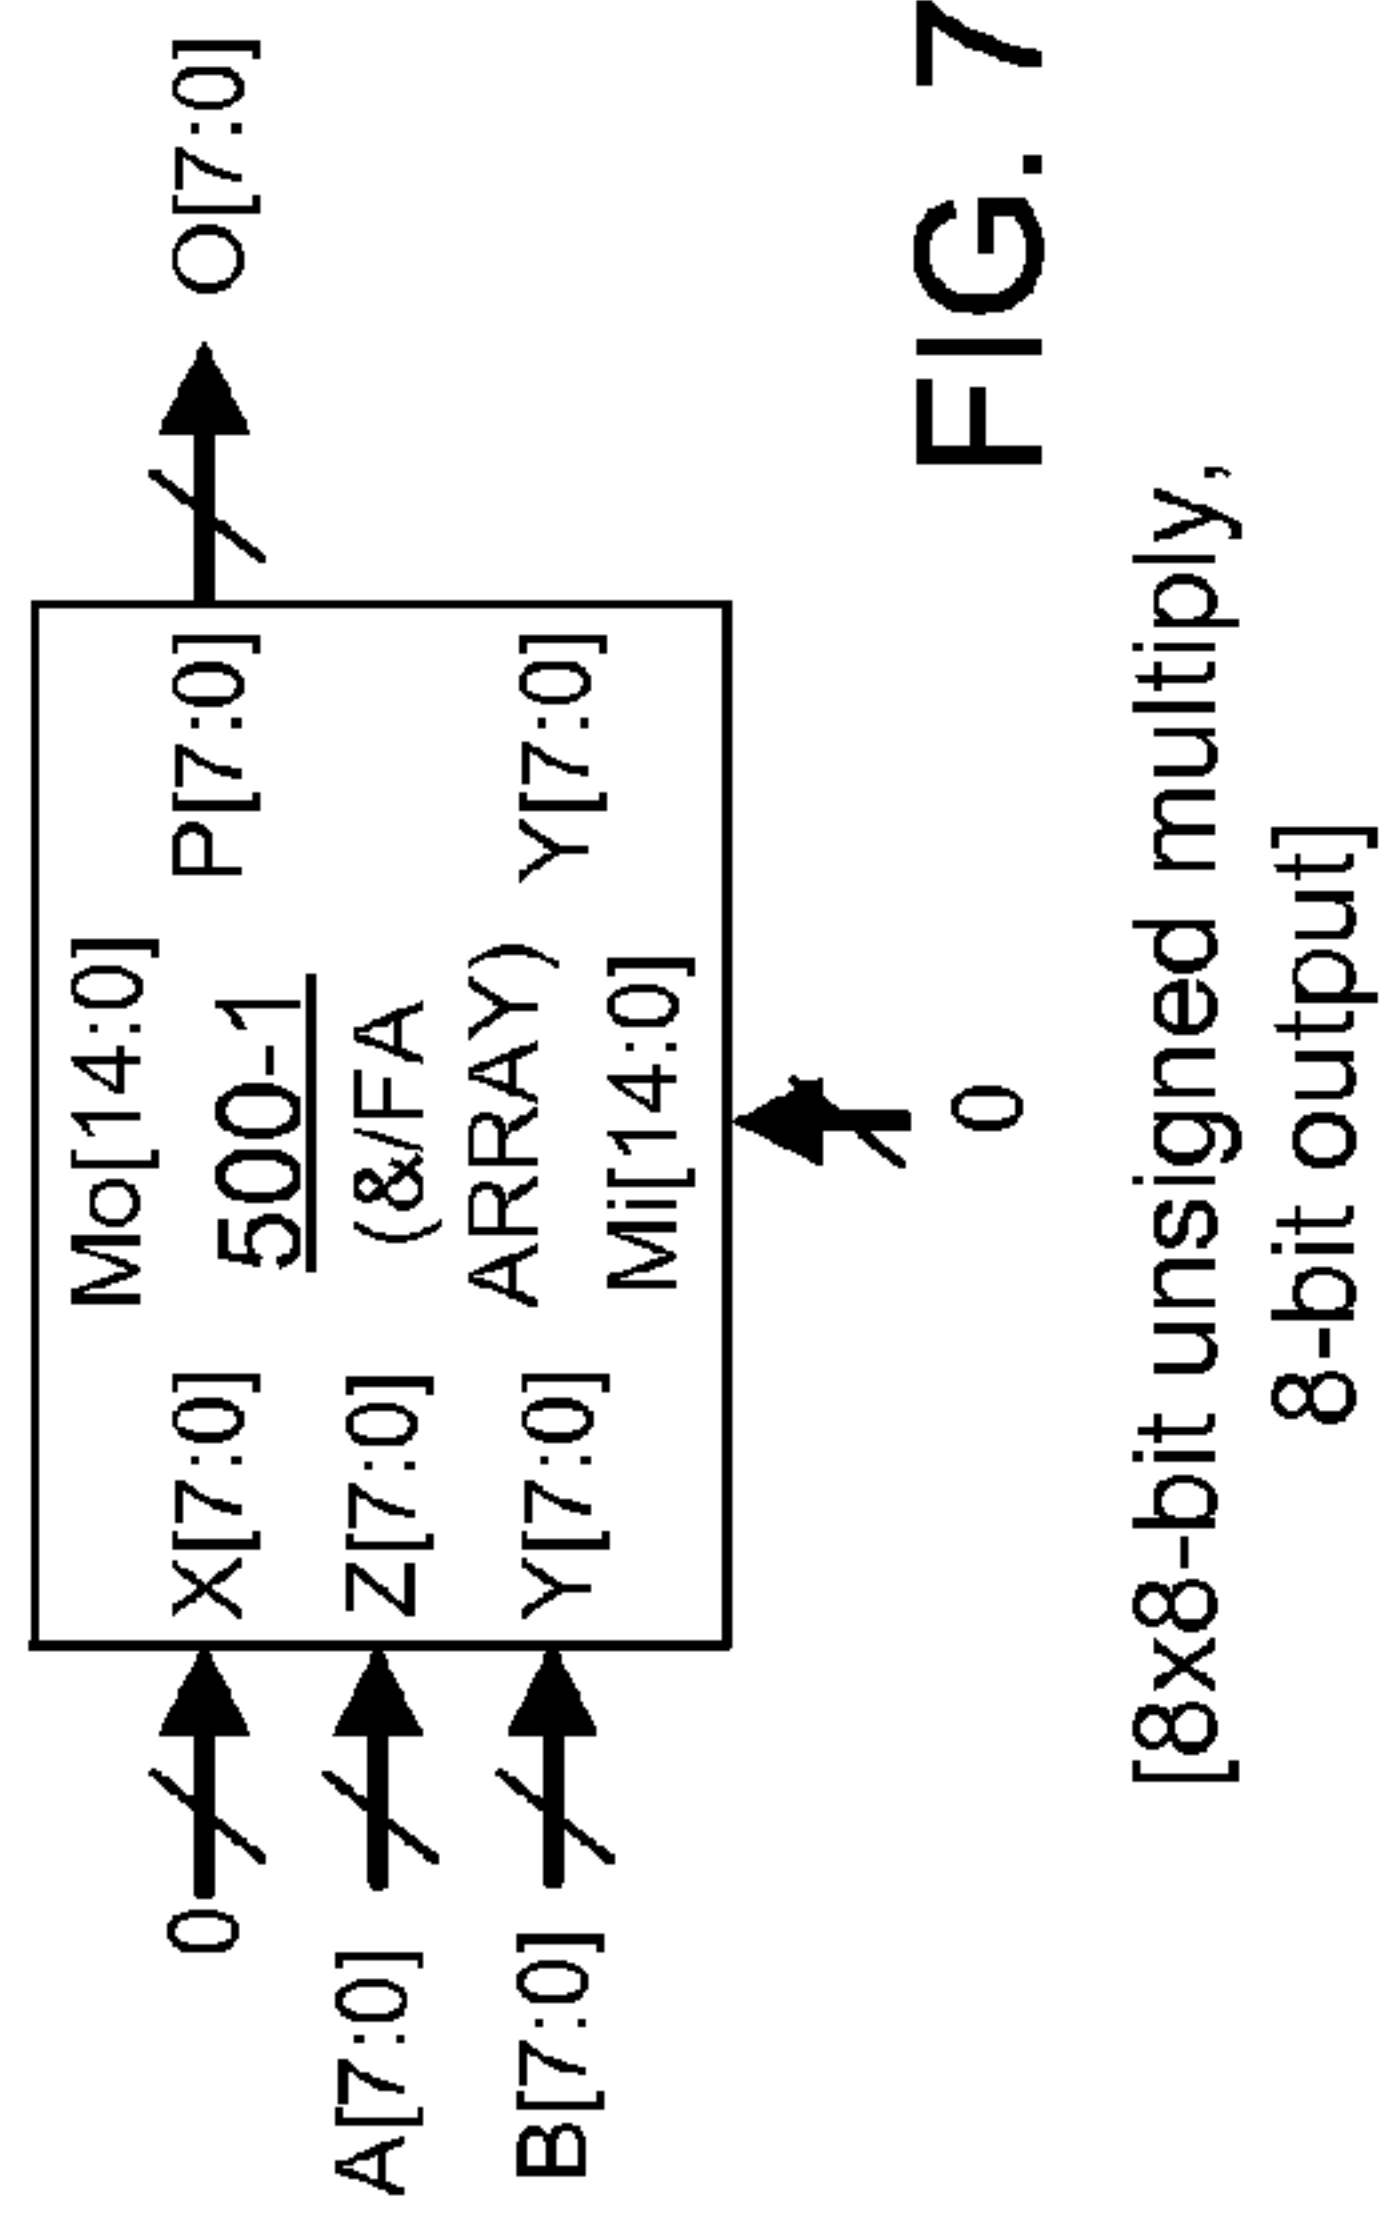 Mo[14:0]
0
X[7:0]
P[7:0]
O[7:0]
500-1
A[7:0]
Z[7:0]
(&/FA
ARRAY)
B[7:0]
Y[7:0]
Y[7:0]
Mi[14:0]
0
FIG. 7
[8x8-bit unsigned multiply,
8-bit output]